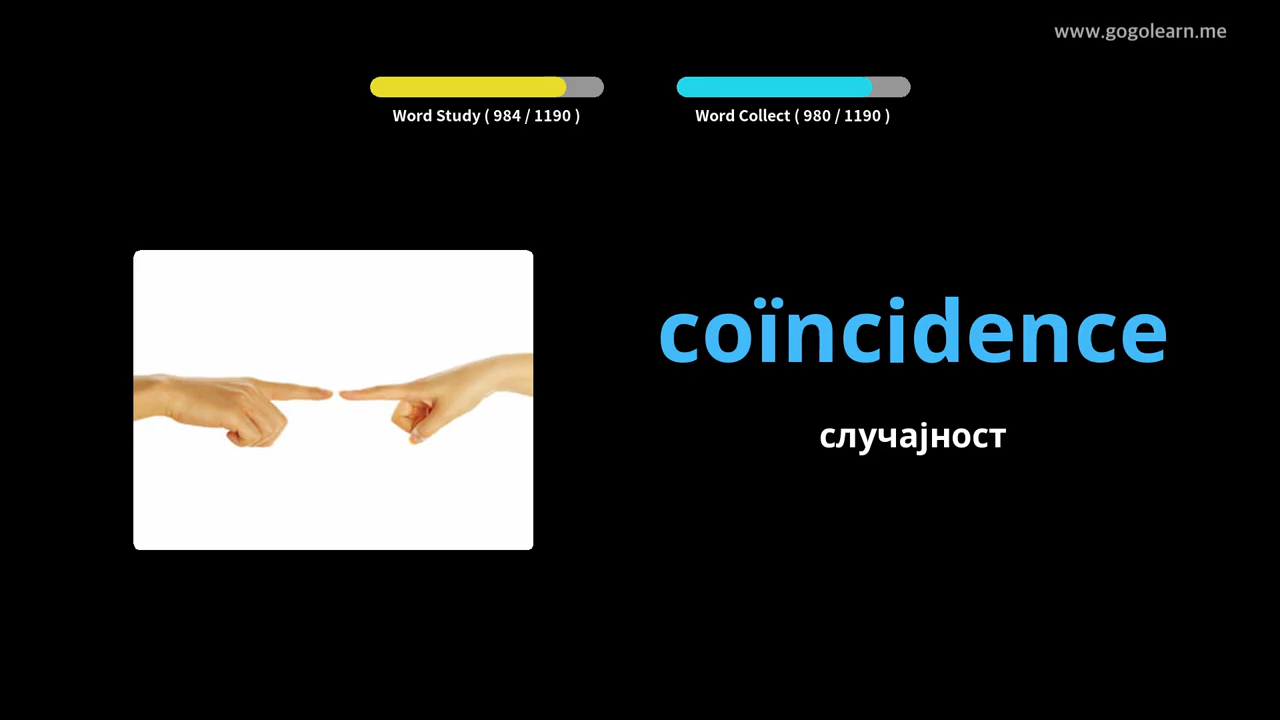 www.gogolearn.me
Word Study ( 984 / 1190 )
Word Collect ( 980 / 1190 )
coïncidence
случајност